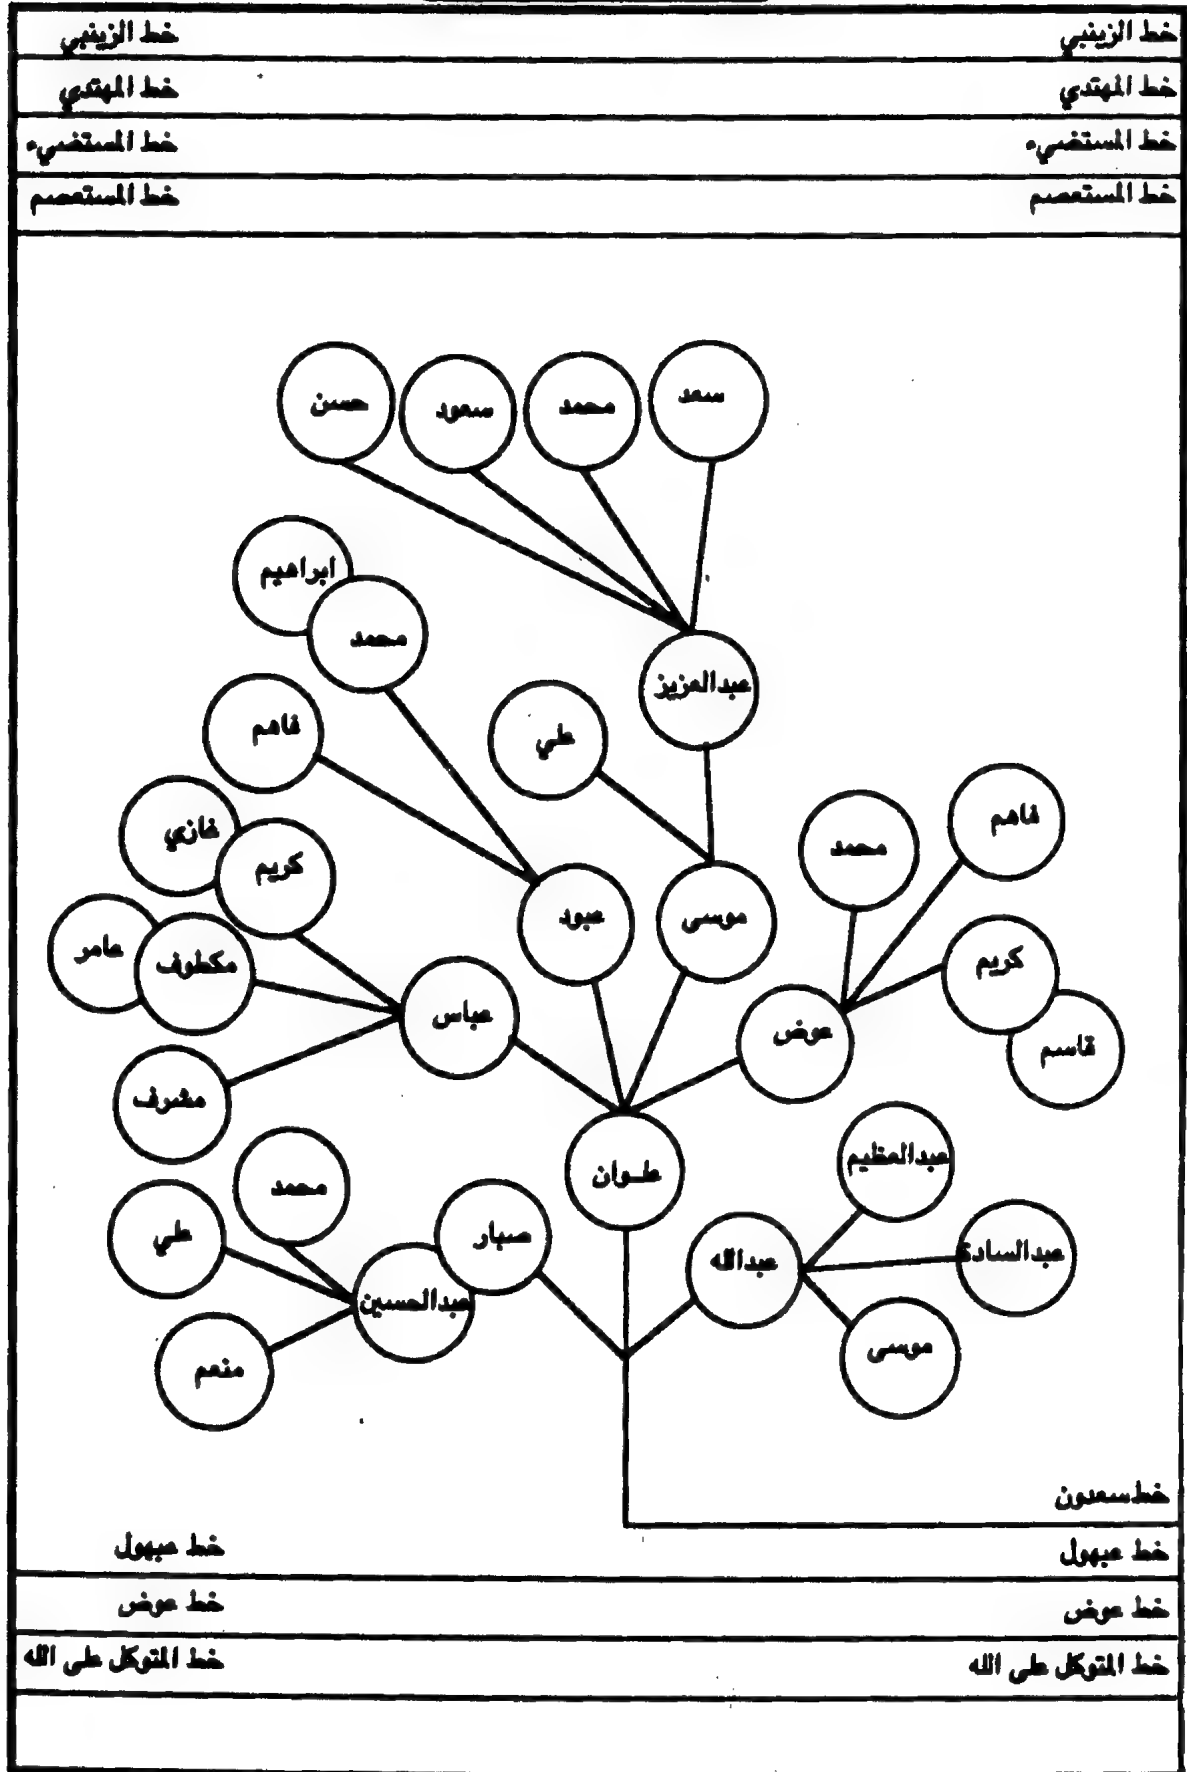 خط الزينبي خط الزينبي
خط المهتدي خط المهتدي
خط المستضيء خط المستضيء
خط المستعصم خط المستعصم
سعد محمد سعود حسن
ابراهيم
محمد
عبدالعزيز
علي فاهم
فاهم محمد غازي
كريم
موسى عبود
كريم مكطوف عامر
عوض عباس
قاسم مشرف
عبدالعظيم طوان محمد
عبدالسادة عبدالله صبار علي
عبدالحسين
موسى منعم
خط سعدون
خط عبهول خط عبهول
خط عوض خط عوض
خط المتوكل على الله خط المتوكل على الله